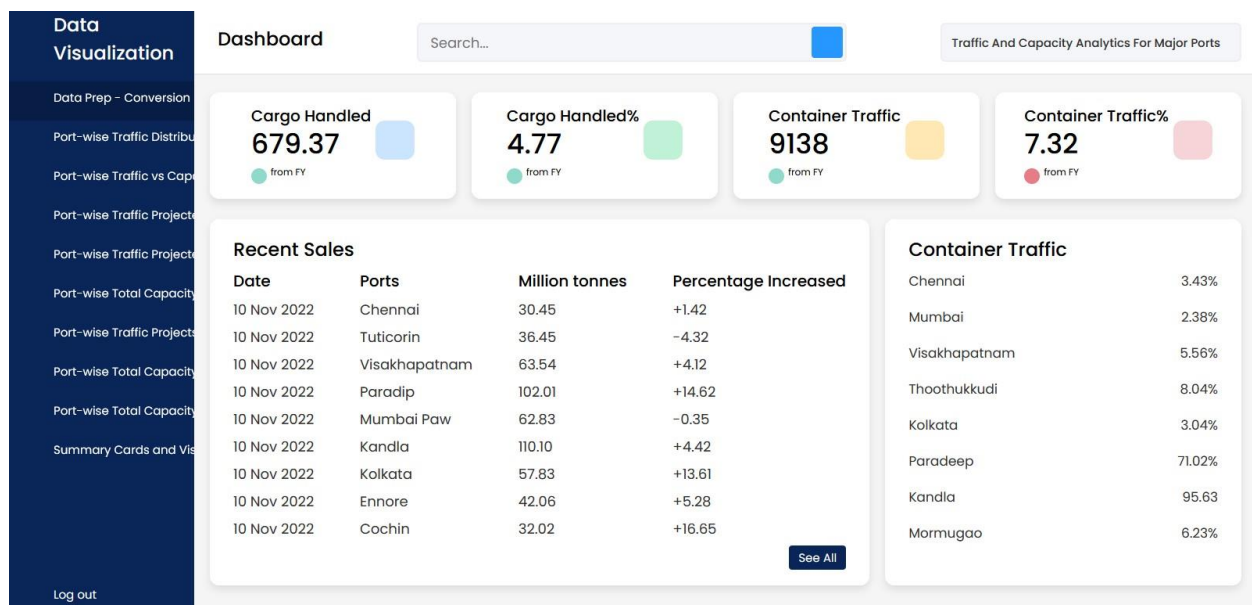 Data
Visualization
Data Prep - Conversion
Port-wise Traffic Distribu
Port-wise Traffic vs Capa
Port-wise Traffic Projecte
Port-wise Traffic Projecte
Port-wise Total Capacity
Port-wise Traffic Projects
Port-wise Total Capacity
Port-wise Total Capacity
Summary Cards and Vis
Log out
Dashboard
Search...
Traffic And Capacity Analytics For Major Ports
Cargo Handled
679.37
from FY
Cargo Handled%
4.77
from FY
Container Traffic
9138
from FY
Container Traffic%
7.32
from FY
Recent Sales
Date Ports Million tonnes Percentage Increased
10 Nov 2022 Chennai 30.45 +1.42
10 Nov 2022 Tuticorin 36.45 -4.32
10 Nov 2022 Visakhapatnam 63.54 +4.12
10 Nov 2022 Paradip 102.01 +14.62
10 Nov 2022 Mumbai Paw 62.83 -0.35
10 Nov 2022 Kandla 110.10 +4.42
10 Nov 2022 Kolkata 57.83 +13.61
10 Nov 2022 Ennore 42.06 +5.28
10 Nov 2022 Cochin 32.02 +16.65
See All
Container Traffic
Chennai 3.43%
Mumbai 2.38%
Visakhapatnam 5.56%
Thoothukkudi 8.04%
Kolkata 3.04%
Paradeep 71.02%
Kandla 95.63
Mormugao 6.23%